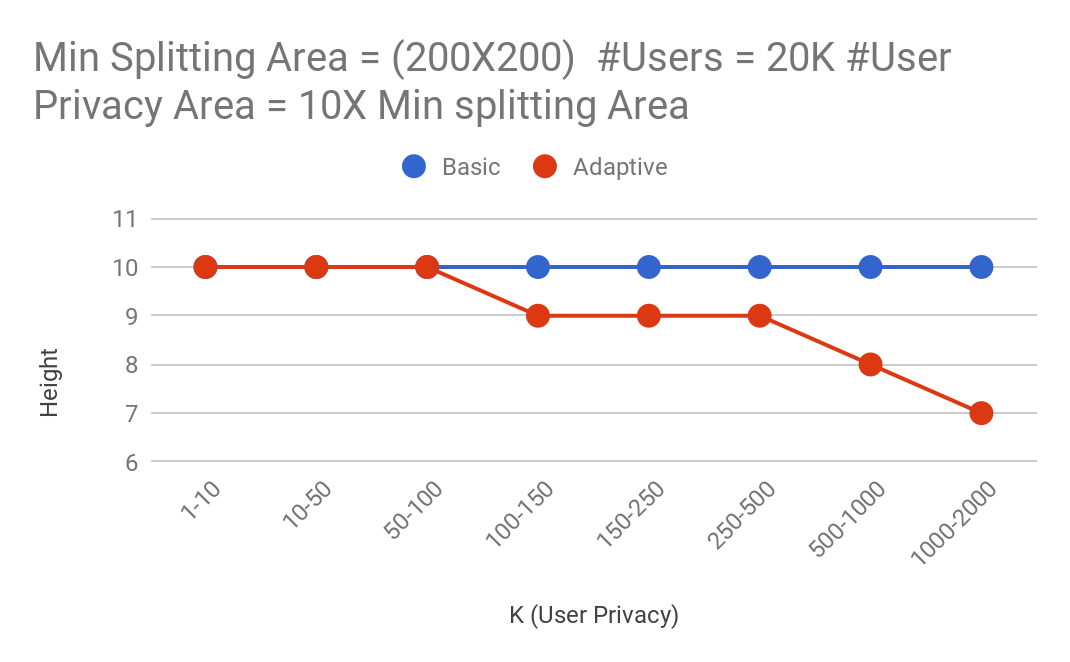 Min Splitting Area = (200X200)  #Users = 20K #User
Privacy Area = 10X Min splitting Area
Basic
Adaptive
11
10
9
8
7
6
Height
1-10
10-50
50-100
100-150
150-250
250-500
500-1000
1000-2000
K (User Privacy)